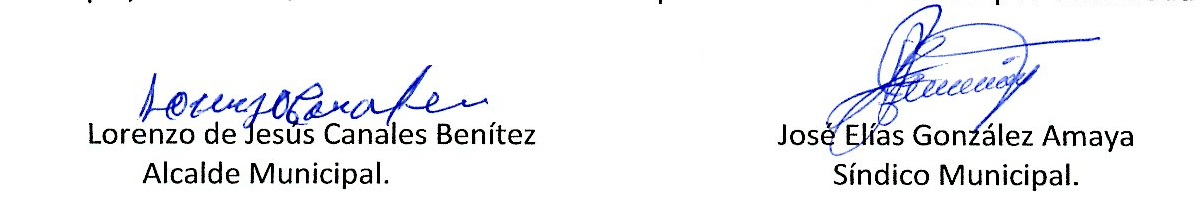 Lorenzo de Jesús Canales Benítez
Alcalde Municipal.
José Elías González Amaya
Síndico Municipal.